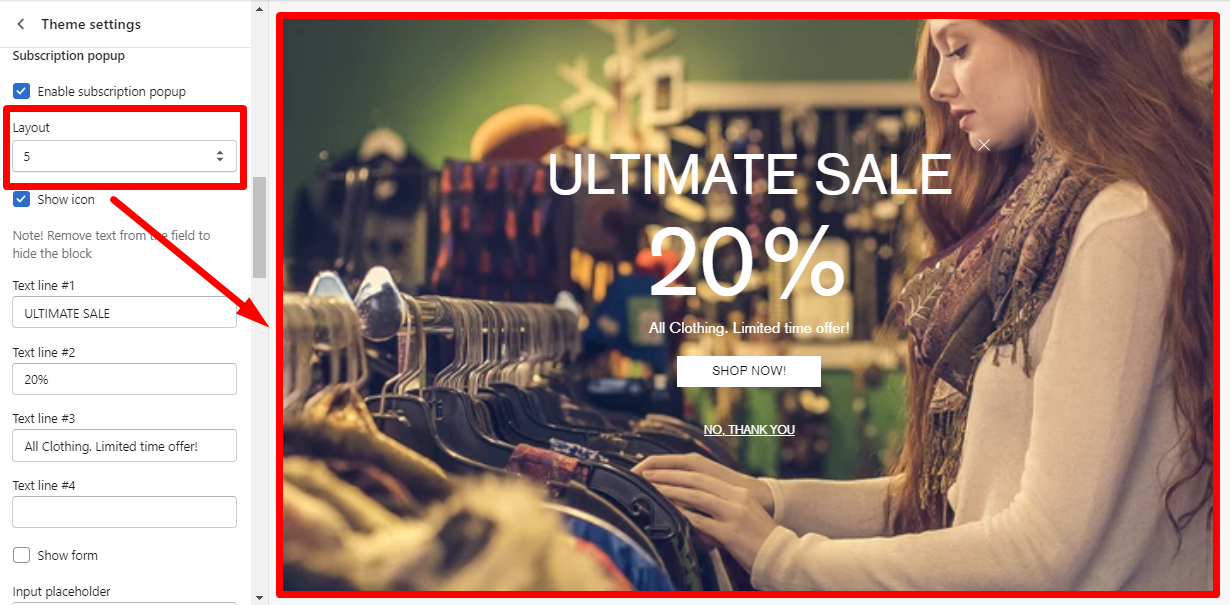 Theme settings
Subscription popup
Enable subscription popup
Layout
5
Show icon
Note! Remove text from the field to
hide the block
Text line #1
ULTIMATE SALE
Text line #2
20%
Text line #3
All Clothing. Limited time offer!
Text line #4
Show form
Input placeholder
ULTIMATE SALE
20%
All Clothing. Limited time offer!
SHOP NOW!
NO, THANK YOU